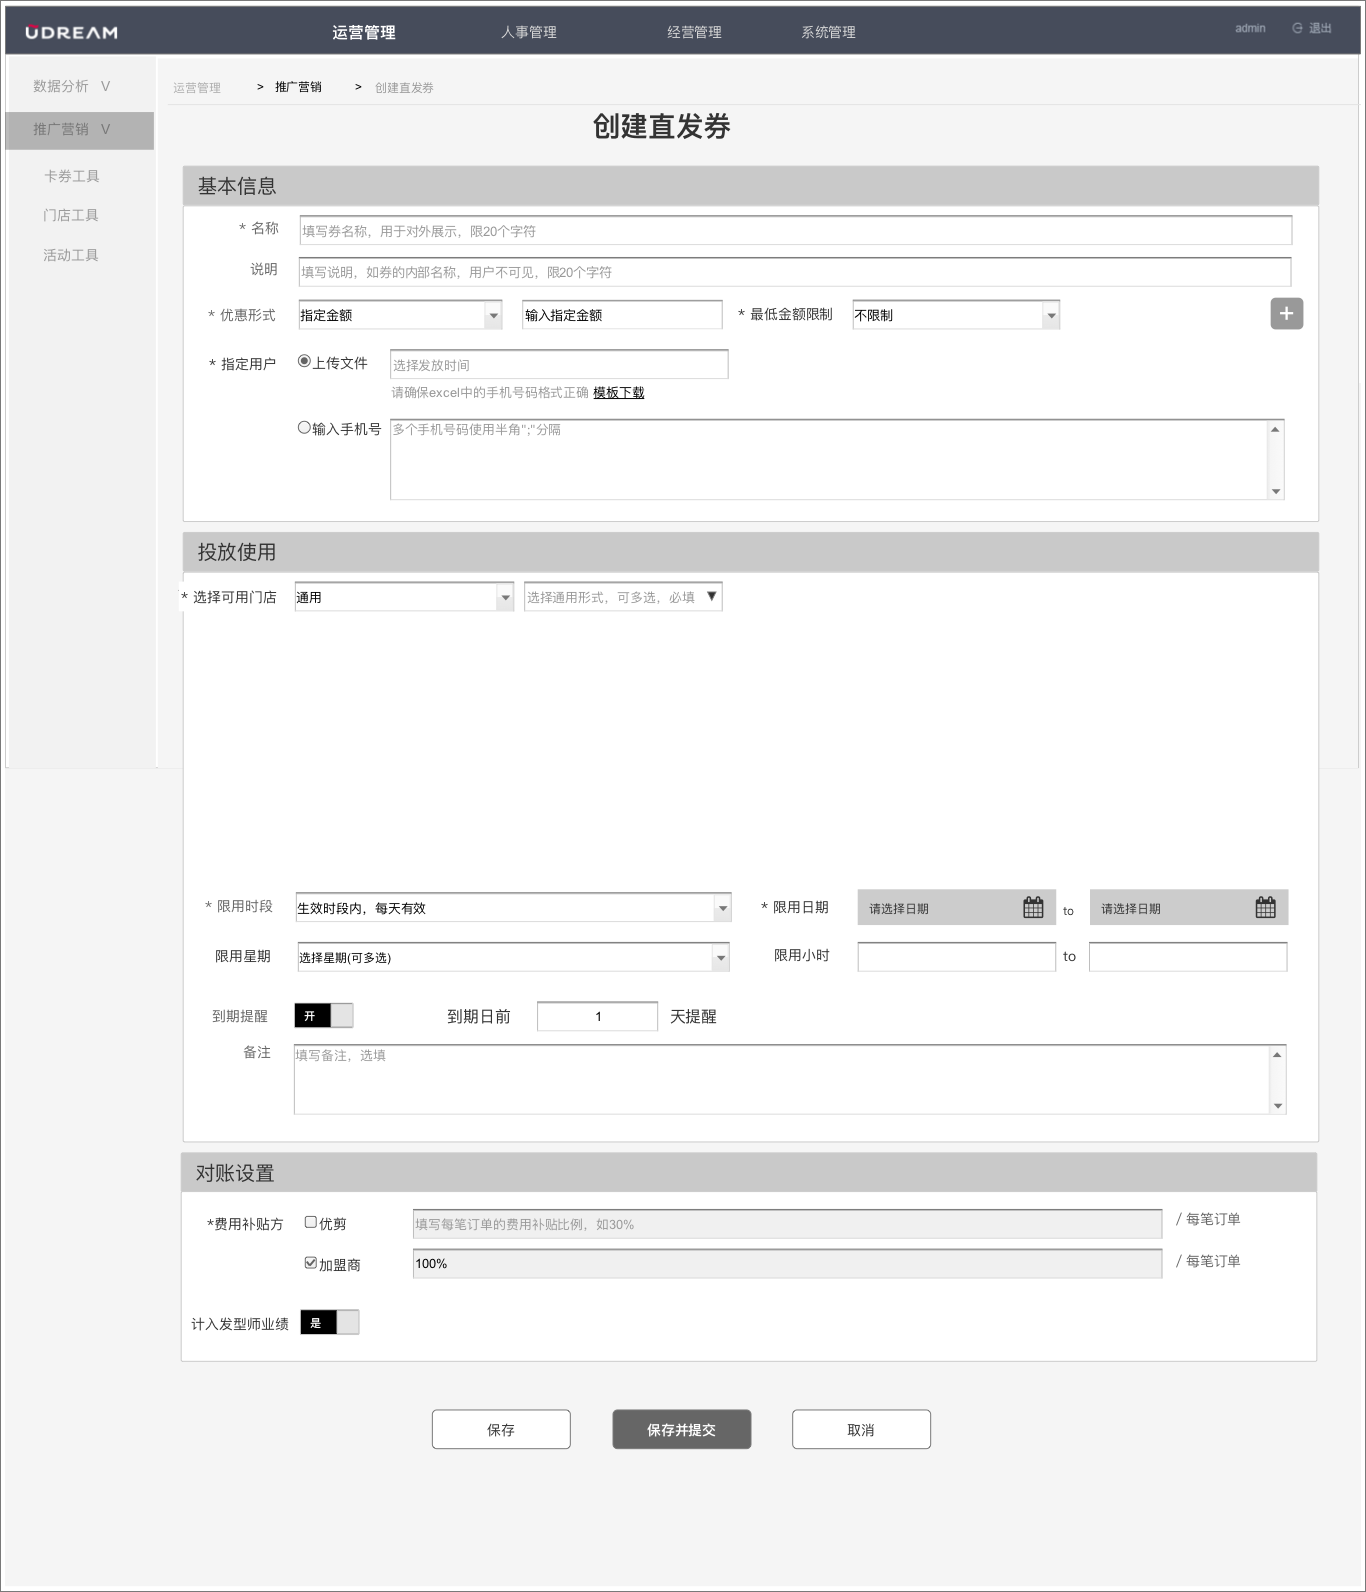 UDREAM 运营管理 人事管理 经营管理 系统管理 admin 退出
数据分析 V
推广营销 V
卡券工具
门店工具
活动工具
运营管理 > 推广营销 > 创建直发券
创建直发券
基本信息
* 名称 填写券名称，用于对外展示，限20个字符
说明 填写说明，如券的内部名称，用户不可见，限20个字符
* 优惠形式 指定金额 输入指定金额 * 最低金额限制 不限制 +
* 指定用户 上传文件 选择发放时间
请确保excel中的手机号码格式正确 模板下载
输入手机号 多个手机号码使用半角";"分隔
投放使用
* 选择可用门店 通用 选择通用形式，可多选，必填 ▼
* 限用时段 生效时段内，每天有效 * 限用日期 请选择日期 to 请选择日期
限用星期 选择星期(可多选) 限用小时 to
到期提醒 开 到期日前 1 天提醒
备注 填写备注，选填
对账设置
*费用补贴方 优剪 填写每笔订单的费用补贴比例，如30% / 每笔订单
加盟商 100% / 每笔订单
计入发型师业绩 是
保存 保存并提交 取消